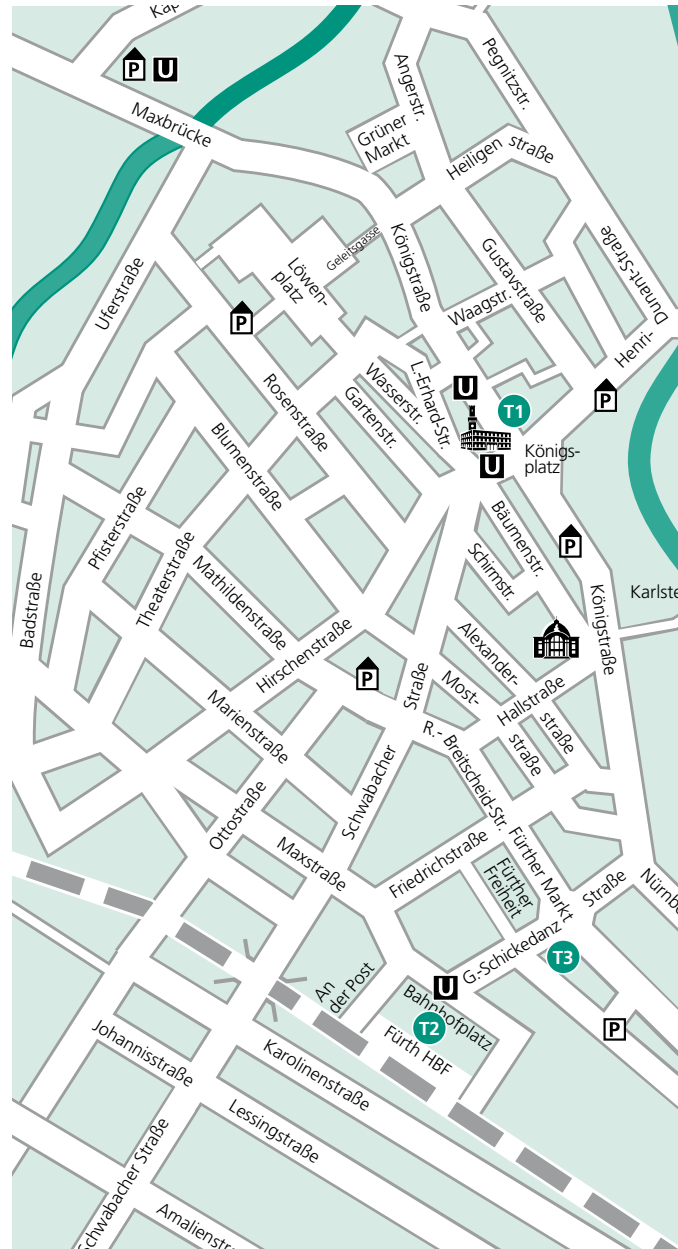 Kap
P
U
Maxbrücke
Angerstr.
Pegnitzstr.
Grüner
Markt
Heiligen straße
Geleitsgasse
Löwen-
platz
Königstraße
Gustavstraße
Waagstr.
Henri-
Dunant-Straße
Uferstraße
P
Rosenstraße
Wasserstr.
Gartenstr.
L.-Erhard-Str.
U
T1
P
U
Königs-
platz
Blumenstraße
Bäumenstr.
P
Schirmstr.
Pfisterstraße
Theaterstraße
Mathildenstraße
Badstraße
Hirschenstraße
Königstraße
Karlste
P
Alexander-
straße
Most-
straße
Hallstraße
Marienstraße
Schwabacher
Straße
R.- Breitscheid-Str.
Ottostraße
Maxstraße
Friedrichstraße
Fürther
Freiheit
Fürther Markt
G.-Schickedanz
Straße
Nürnbe
T3
An
der Post
U
Bahnhofplatz
T2
Fürth HBF
P
Johannisstraße
Karolinenstraße
Lessingstraße
Schwabacher Straße
Amalienstra